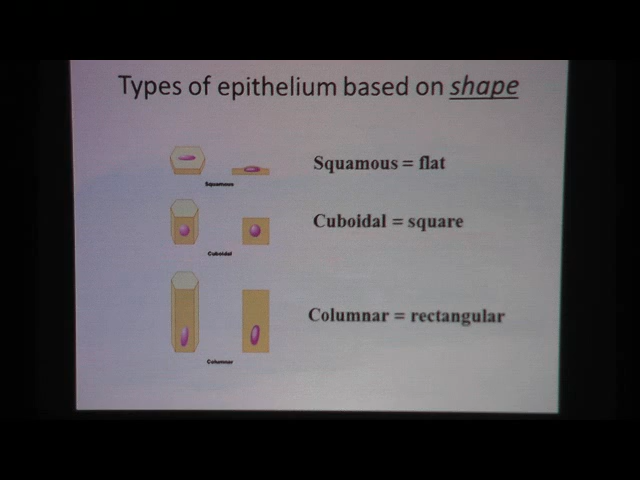 Types of epithelium based on shape
Squamous = flat
Squamous
Cuboidal = square
Cuboidal
Columnar = rectangular
Columnar